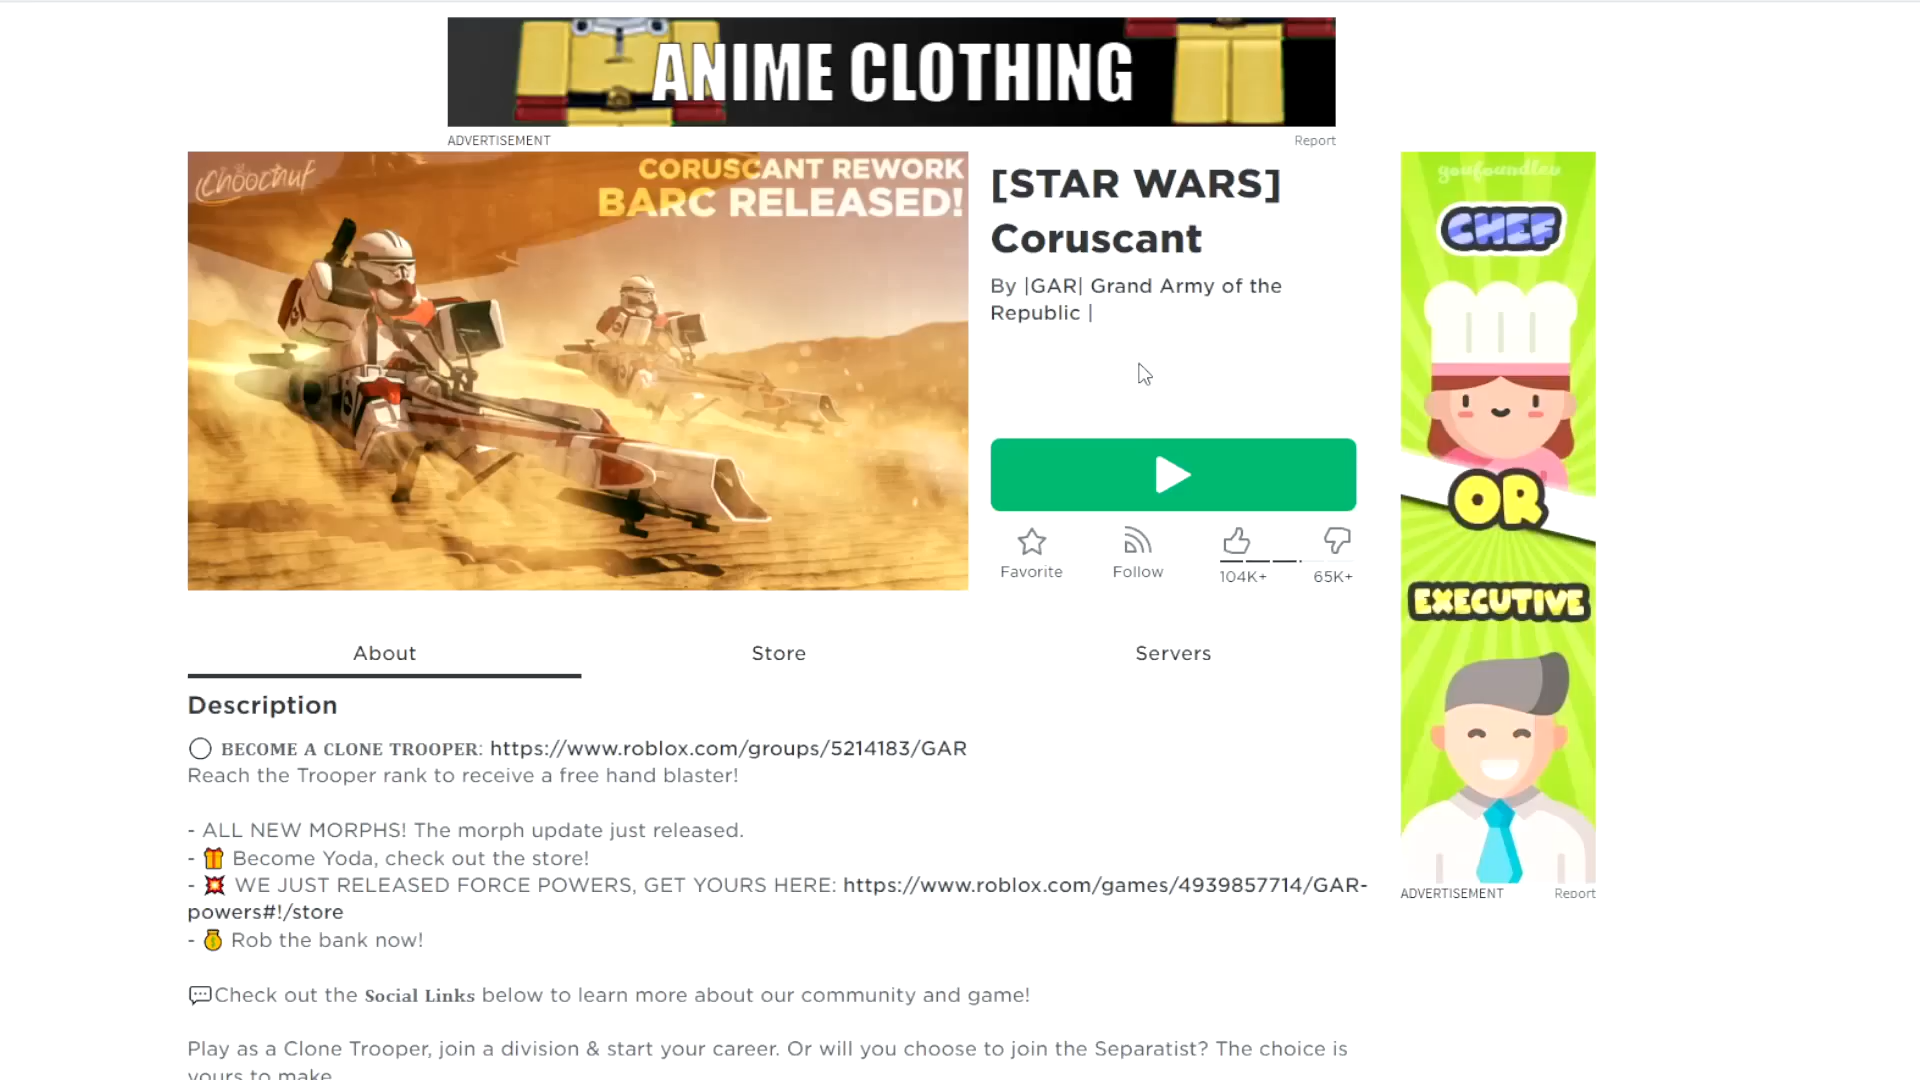 ANIME CLOTHING
ADVERTISEMENT
Report
Choochuf
CORUSCANT REWORK
BARC RELEASED!
[STAR WARS]
Coruscant
By |GAR| Grand Army of the
Republic |
Favorite
Follow
104K+
65K+
CHEF
OR
EXECUTIVE
ADVERTISEMENT
Report
About
Store
Servers
Description
BECOME A CLONE TROOPER: https://www.roblox.com/groups/5214183/GAR
Reach the Trooper rank to receive a free hand blaster!
- ALL NEW MORPHS! The morph update just released.
- 🎁 Become Yoda, check out the store!
- 💥 WE JUST RELEASED FORCE POWERS, GET YOURS HERE: https://www.roblox.com/games/4939857714/GAR-
powers#!/store
- 💰 Rob the bank now!
💬Check out the Social Links below to learn more about our community and game!
Play as a Clone Trooper, join a division & start your career. Or will you choose to join the Separatist? The choice is
yours to make